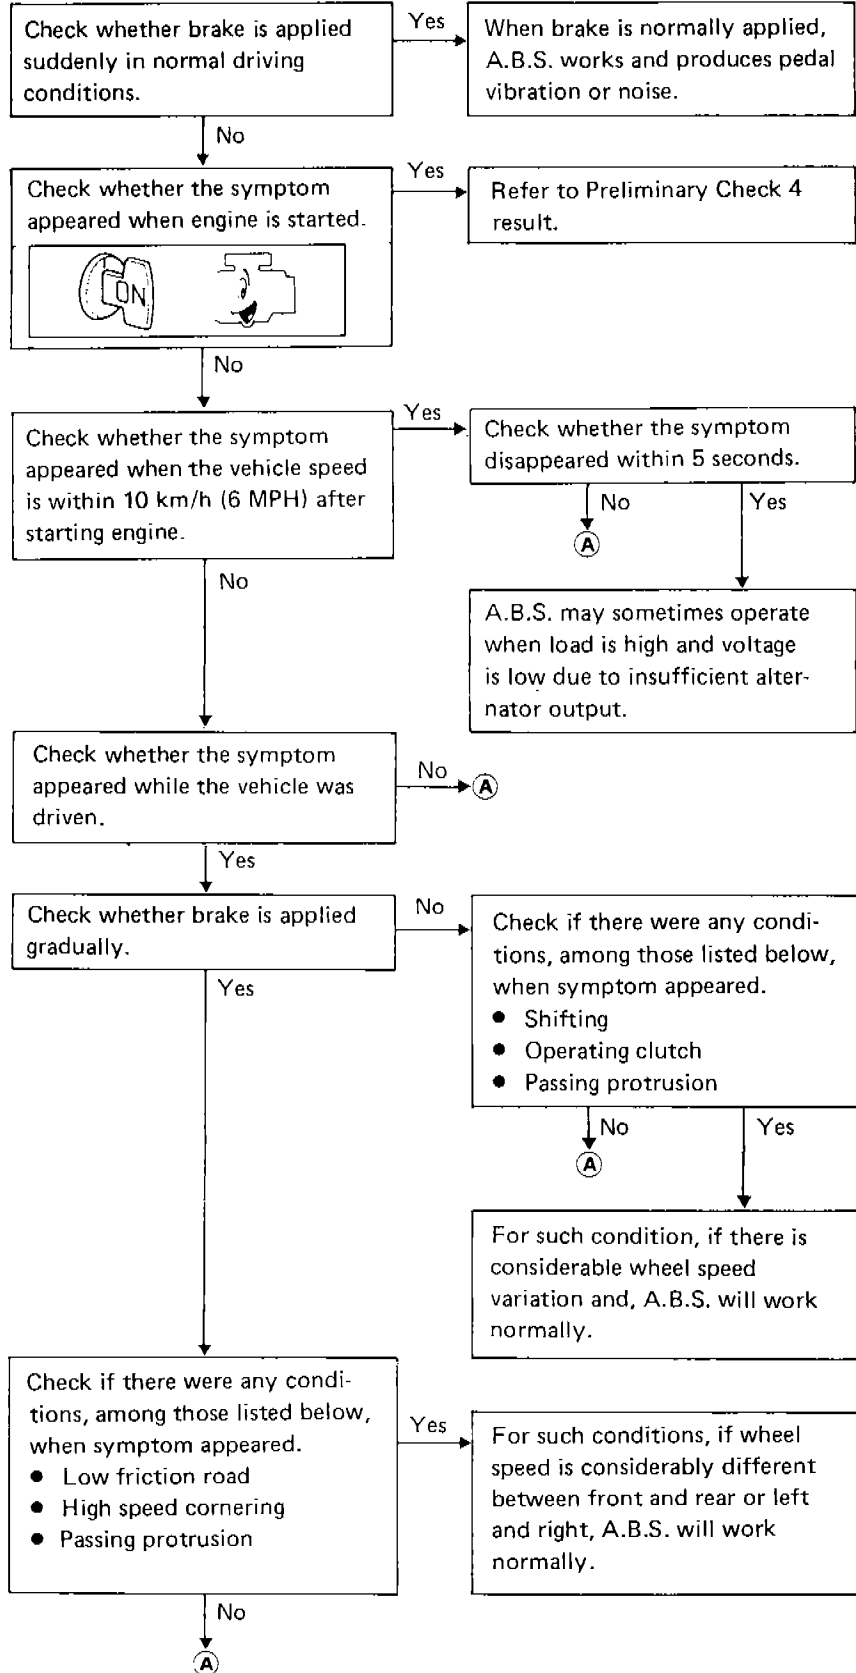 Check whether brake is applied
suddenly in normal driving
conditions.
Yes
When brake is normally applied,
A.B.S. works and produces pedal
vibration or noise.
No
Check whether the symptom
appeared when engine is started.
ON
Yes
Refer to Preliminary Check 4
result.
No
Check whether the symptom
appeared when the vehicle speed
is within 10 km/h (6 MPH) after
starting engine.
Yes
Check whether the symptom
disappeared within 5 seconds.
No
A
Yes
A.B.S. may sometimes operate
when load is high and voltage
is low due to insufficient alter-
nator output.
No
Check whether the symptom
appeared while the vehicle was
driven.
No
A
Yes
Check whether brake is applied
gradually.
No
Check if there were any condi-
tions, among those listed below,
when symptom appeared.
● Shifting
● Operating clutch
● Passing protrusion
No
A
Yes
For such condition, if there is
considerable wheel speed
variation and, A.B.S. will work
normally.
Yes
Check if there were any condi-
tions, among those listed below,
when symptom appeared.
● Low friction road
● High speed cornering
● Passing protrusion
Yes
For such conditions, if wheel
speed is considerably different
between front and rear or left
and right, A.B.S. will work
normally.
No
A